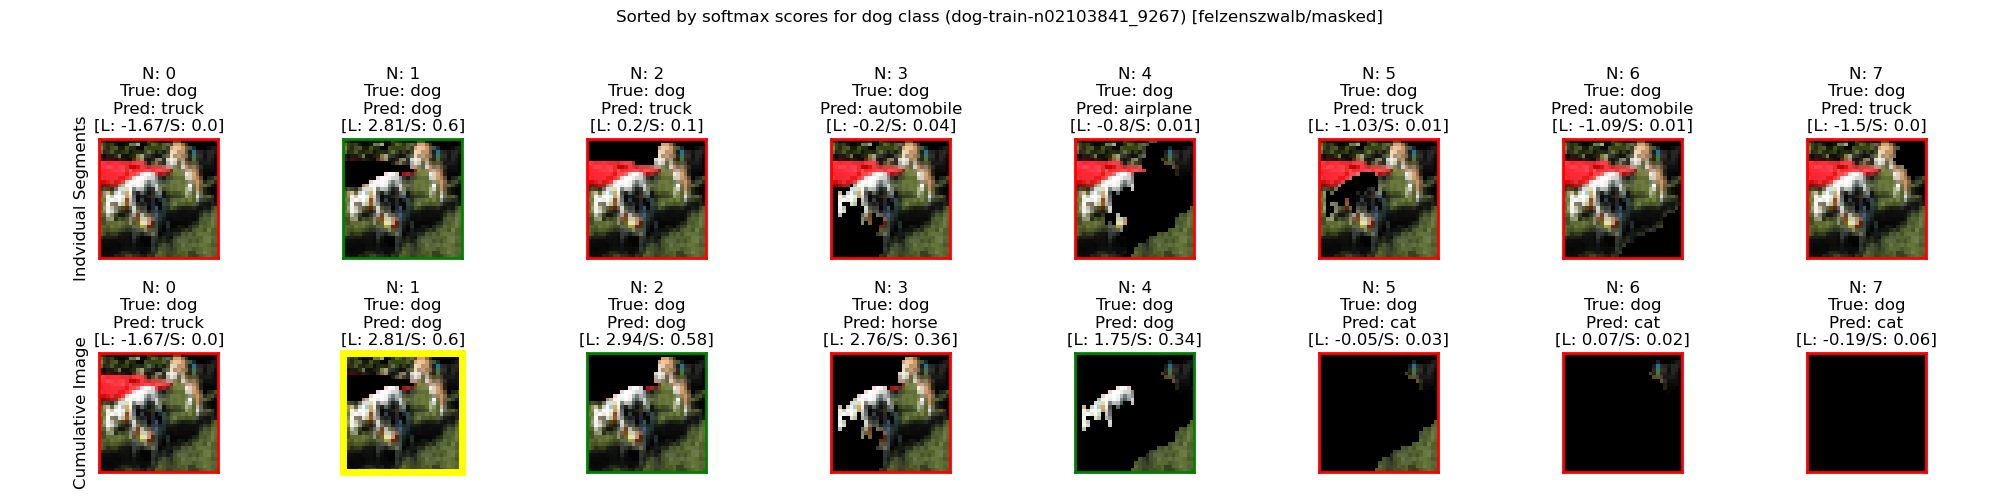 Sorted by softmax scores for dog class (dog-train-n02103841_9267) [felzenszwalb/masked]
Indvidual Segments
N: 0
True: dog
Pred: truck
[L: -1.67/S: 0.0]
N: 1
True: dog
Pred: dog
[L: 2.81/S: 0.6]
N: 2
True: dog
Pred: truck
[L: 0.2/S: 0.1]
N: 3
True: dog
Pred: automobile
[L: -0.2/S: 0.04]
N: 4
True: dog
Pred: airplane
[L: -0.8/S: 0.01]
N: 5
True: dog
Pred: truck
[L: -1.03/S: 0.01]
N: 6
True: dog
Pred: automobile
[L: -1.09/S: 0.01]
N: 7
True: dog
Pred: truck
[L: -1.5/S: 0.0]
Cumulative Image
N: 0
True: dog
Pred: truck
[L: -1.67/S: 0.0]
N: 1
True: dog
Pred: dog
[L: 2.81/S: 0.6]
N: 2
True: dog
Pred: dog
[L: 2.94/S: 0.58]
N: 3
True: dog
Pred: horse
[L: 2.76/S: 0.36]
N: 4
True: dog
Pred: dog
[L: 1.75/S: 0.34]
N: 5
True: dog
Pred: cat
[L: -0.05/S: 0.03]
N: 6
True: dog
Pred: cat
[L: 0.07/S: 0.02]
N: 7
True: dog
Pred: cat
[L: -0.19/S: 0.06]